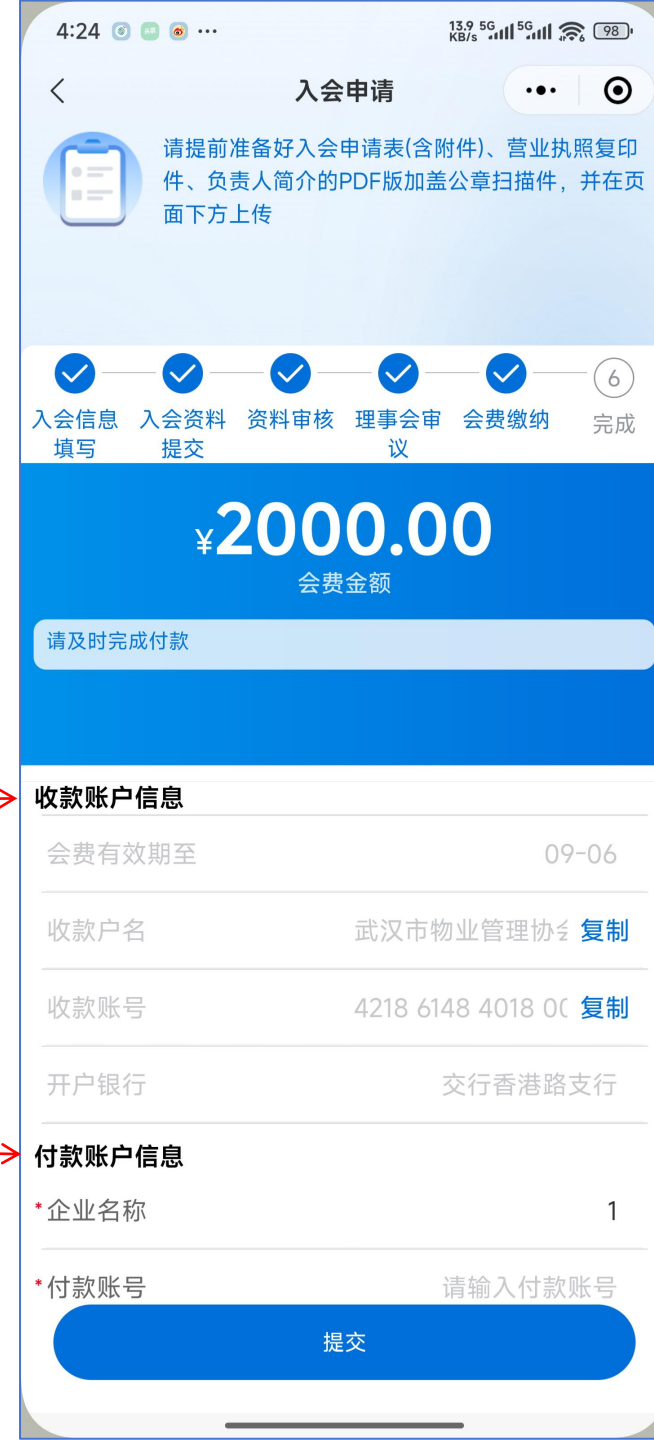 4:24 ··· 13.9 KB/s 5G 5G 6 98
入会申请
请提前准备好入会申请表(含附件)、营业执照复印
件、负责人简介的PDF版加盖公章扫描件，并在页
面下方上传
6
入会信息 入会资料 资料审核 理事会审 会费缴纳 完成
填写 提交 议
¥2000.00
会费金额
请及时完成付款
收款账户信息
会费有效期至 09-06
收款户名 武汉市物业管理协 复制
收款账号 4218 6148 4018 0 复制
开户银行 交行香港路支行
付款账户信息
*企业名称 1
*付款账号 请输入付款账号
提交